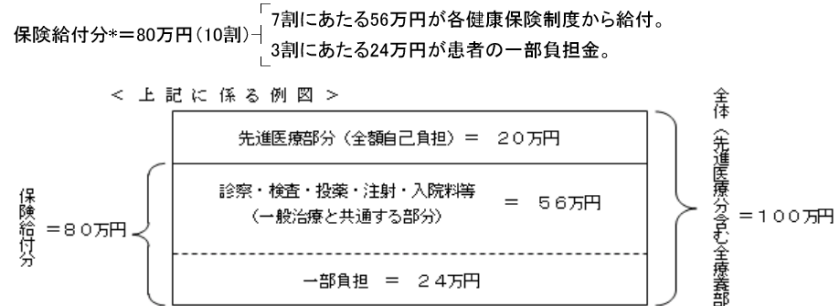 保険給付分*=80万円(10割)
7割にあたる56万円が各健康保険制度から給付。
3割にあたる24万円が患者の一部負担金。
< 上 記 に 係 る 例 図 >
先進医療部分(全額自己負担)= 20万円
診察・検査・投薬・注射・入院料等
(一般治療と共通する部分)
= 56万円
一部負担 = 24万円
保険給付分
=80万円
全体(先進医療分含む全療養部
=100万円